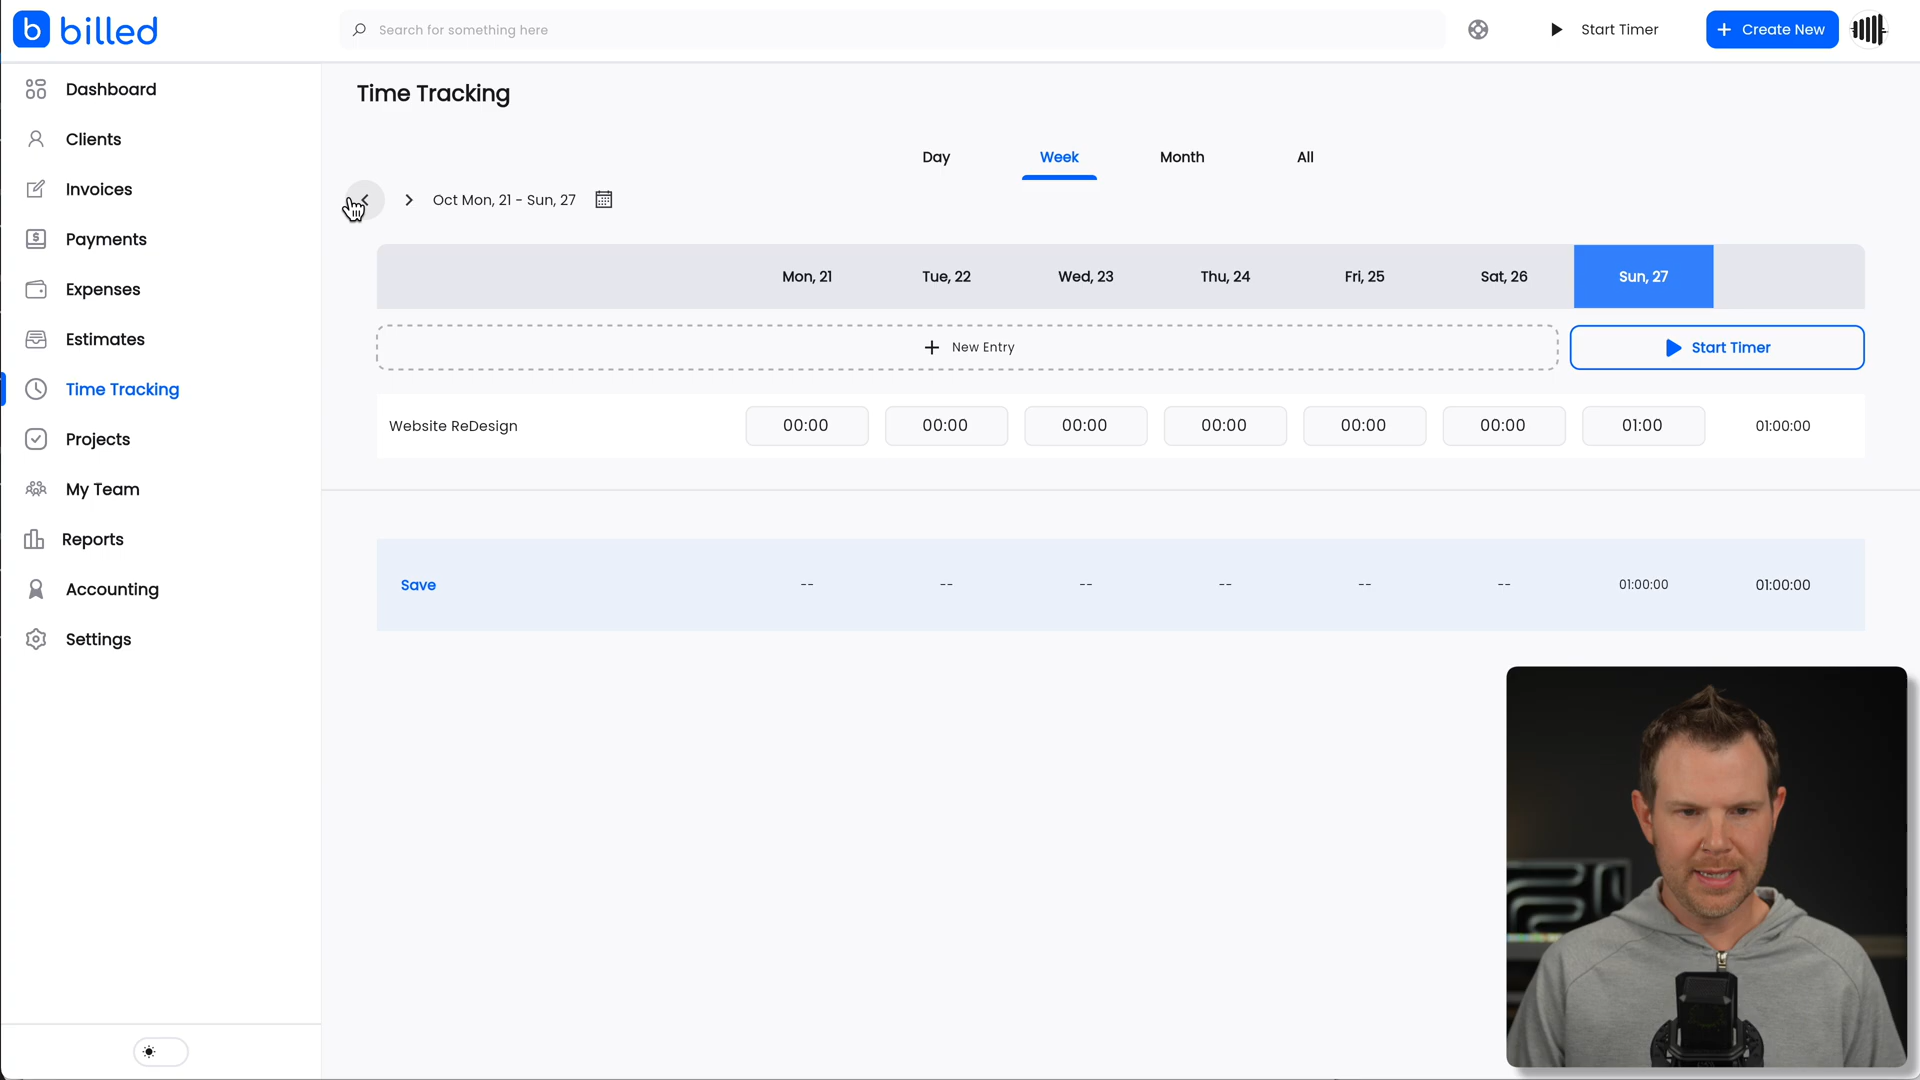 billed
Search for something here
Start Timer
+ Create New
Dashboard
Clients
Invoices
Payments
Expenses
Estimates
Time Tracking
Projects
My Team
Reports
Accounting
Settings
Time Tracking
Day Week Month All
Oct Mon, 21 - Sun, 27
Mon, 21 Tue, 22 Wed, 23 Thu, 24 Fri, 25 Sat, 26 Sun, 27
+ New Entry
Start Timer
Website ReDesign 00:00 00:00 00:00 00:00 00:00 00:00 01:00 01:00:00
Save -- -- -- -- -- -- 01:00:00 01:00:00